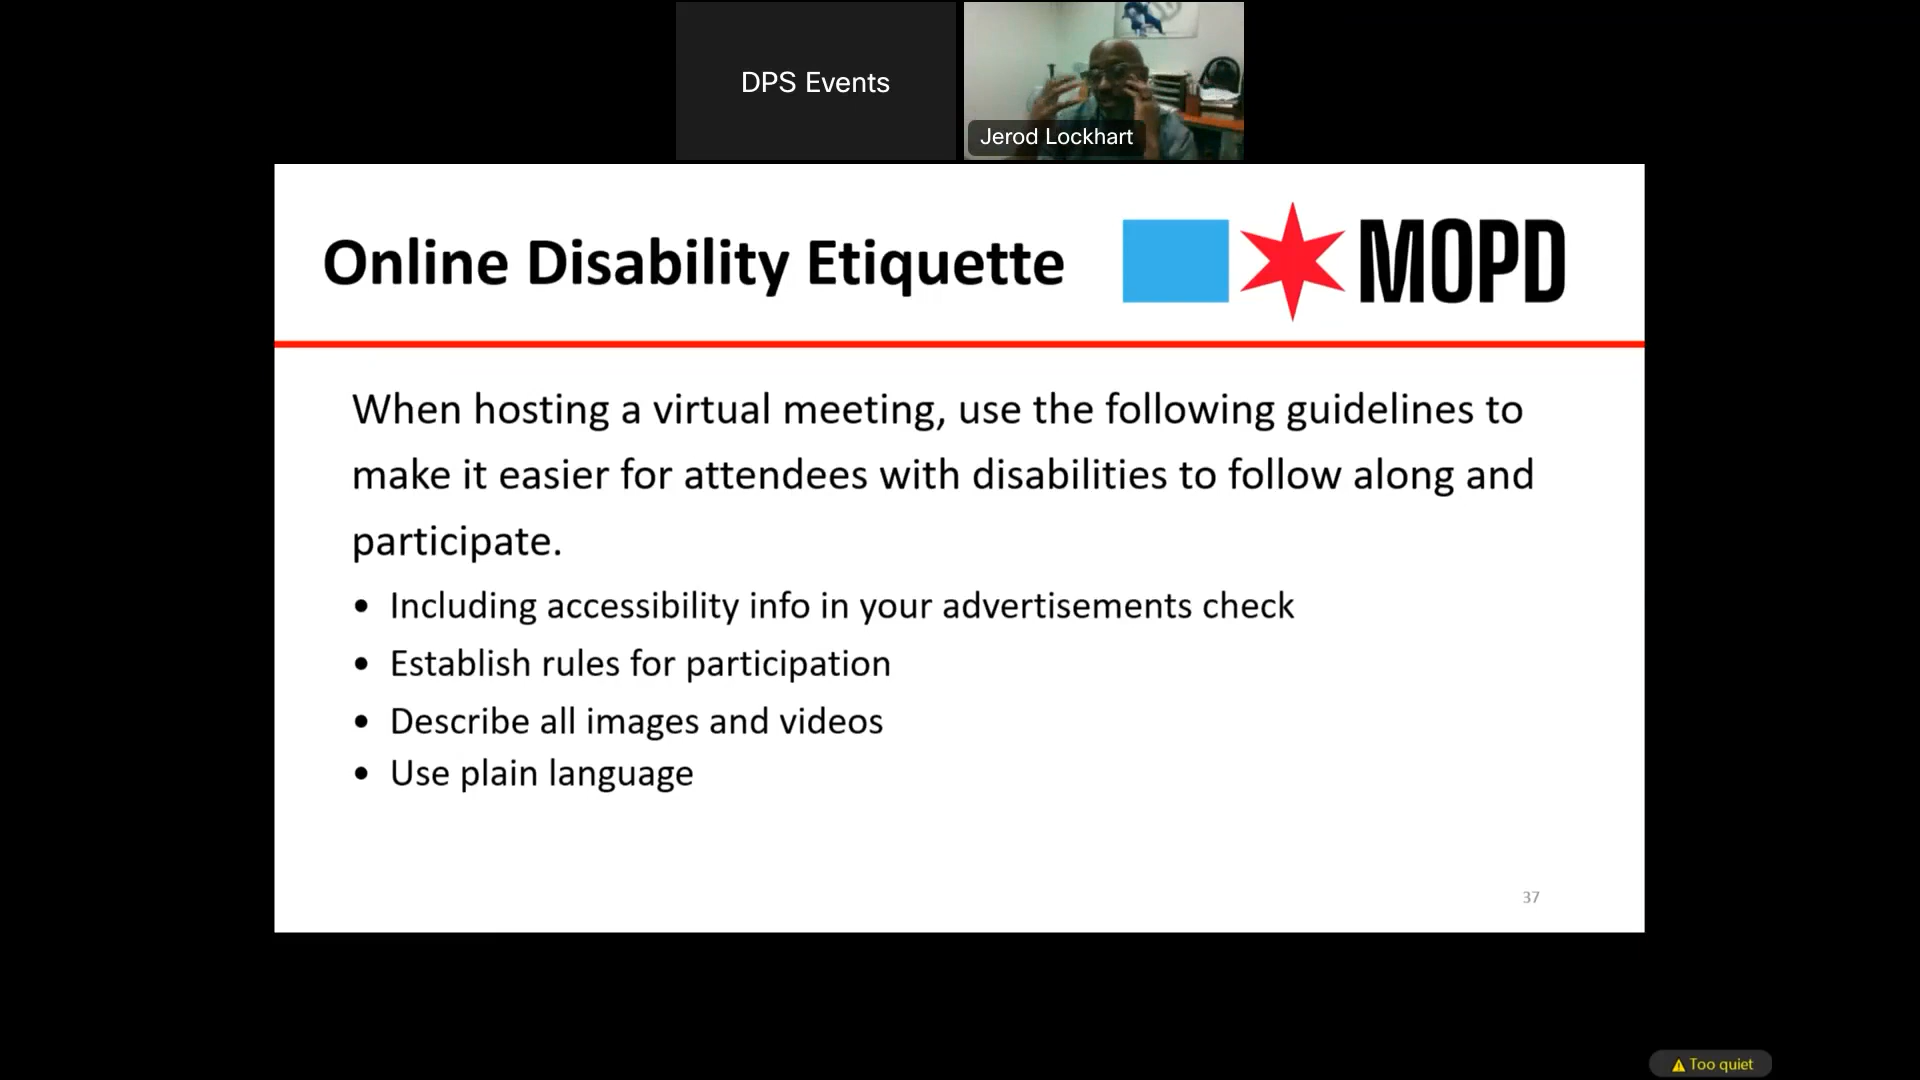 DPS Events
Jerod Lockhart
Online Disability Etiquette
MOPD
When hosting a virtual meeting, use the following guidelines to
make it easier for attendees with disabilities to follow along and
participate.
• Including accessibility info in your advertisements check
• Establish rules for participation
• Describe all images and videos
• Use plain language
37
Too quiet